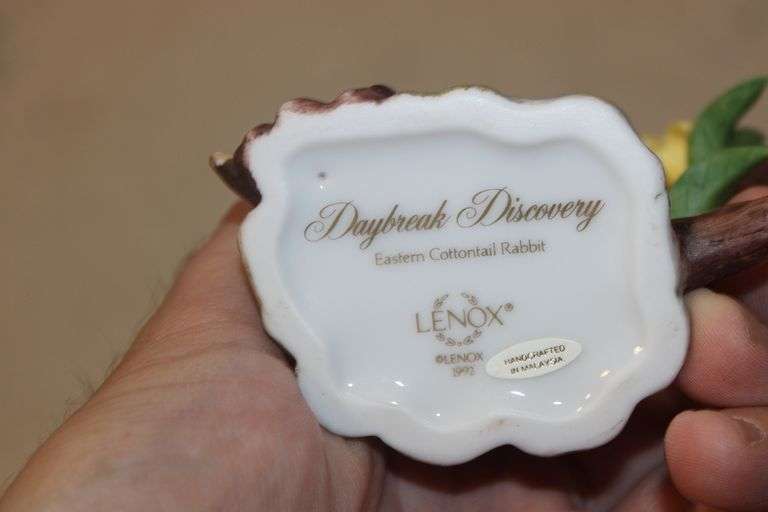 Daybreak Discovery
Eastern Cottontail Rabbit
LENOX®
©LENOX
1992
HANDCRAFTED
IN MALAYSIA